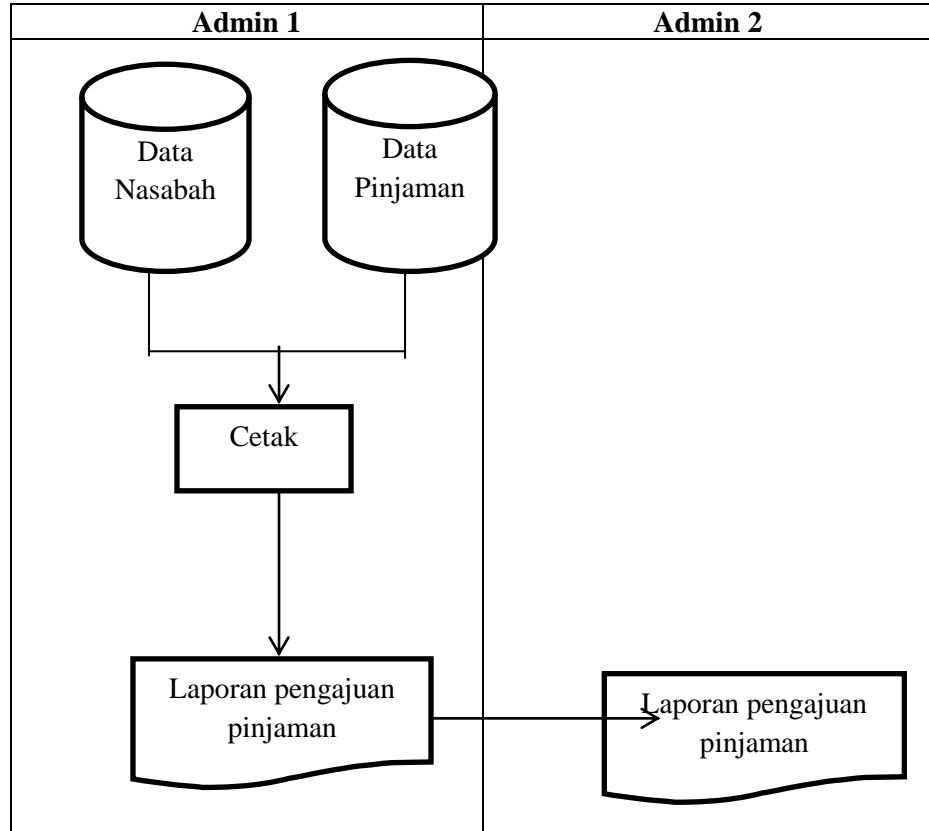 Admin 1
Admin 2
Data
Nasabah
Data
Pinjaman
Cetak
Laporan pengajuan
pinjaman
Laporan pengajuan
pinjaman